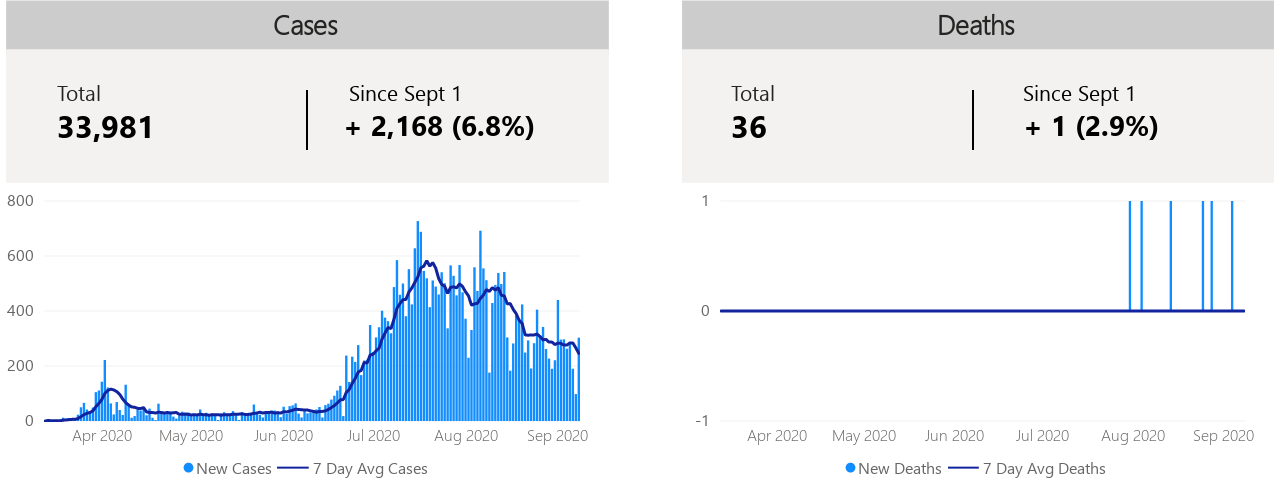 Cases
Total
33,981
Since Sept 1
+ 2,168 (6.8%)
800
600
400
200
0
Apr 2020 May 2020 Jun 2020 Jul 2020 Aug 2020 Sep 2020
New Cases 7 Day Avg Cases
Deaths
Total
36
Since Sept 1
+ 1 (2.9%)
1
0
-1
Apr 2020 May 2020 Jun 2020 Jul 2020 Aug 2020 Sep 2020
New Deaths 7 Day Avg Deaths